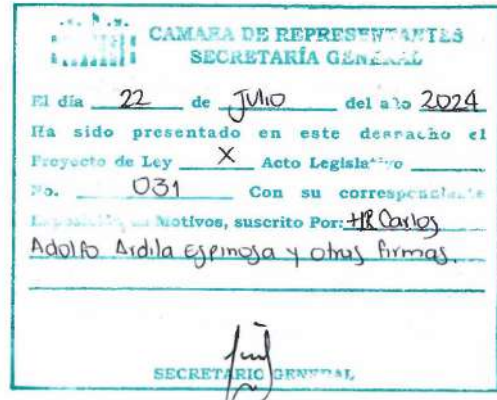 CAMARA DE REPRESENTANTES
SECRETARÍA GENERAL
El día 22 de Julio del año 2024
Ha sido presentado en este despacho el
Proyecto de Ley X Acto Legislativo
No. 031 Con su correspondiente
Exposición de Motivos, suscrito Por: HR Carlos
Adolfo Ardila Espinosa y otras firmas.
SECRETARIO GENERAL